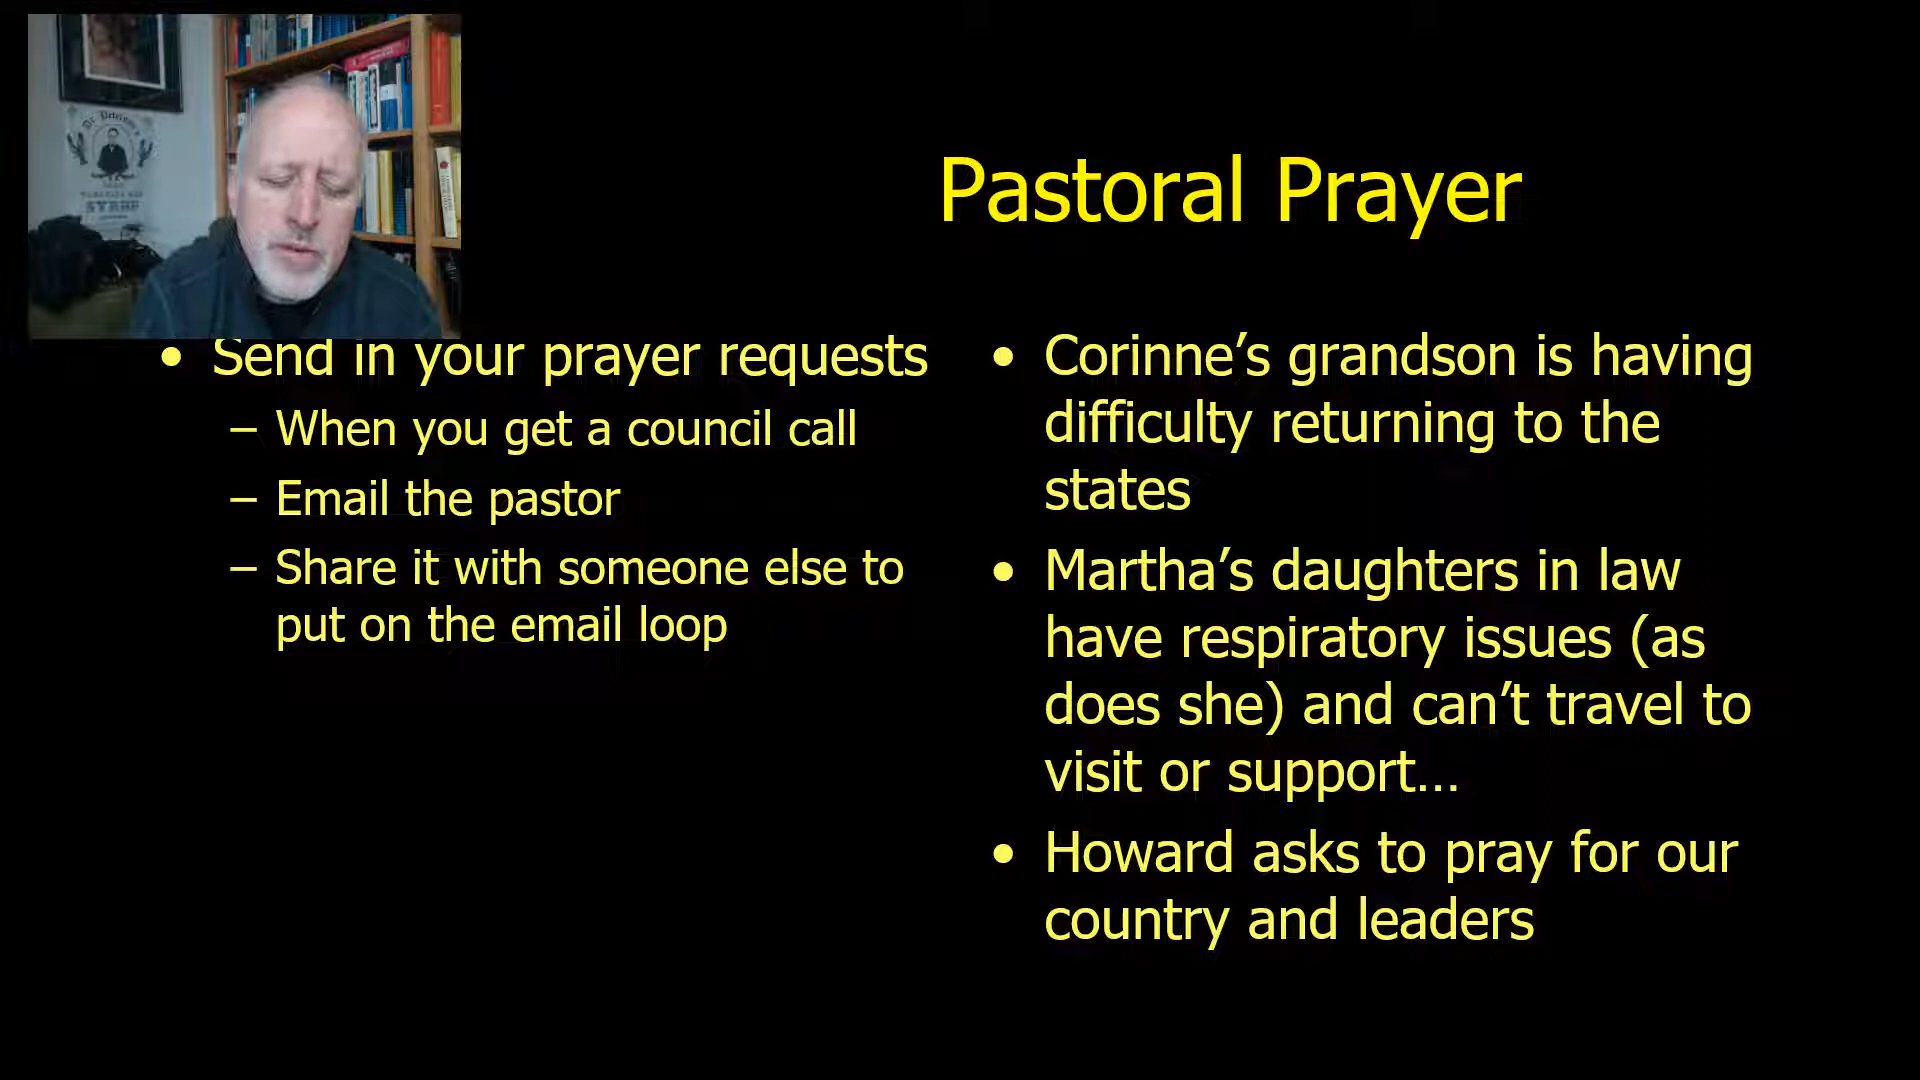 Pastoral Prayer
• Send in your prayer requests
– When you get a council call
– Email the pastor
– Share it with someone else to
put on the email loop
• Corinne’s grandson is having
difficulty returning to the
states
• Martha’s daughters in law
have respiratory issues (as
does she) and can’t travel to
visit or support…
• Howard asks to pray for our
country and leaders
SYRUP